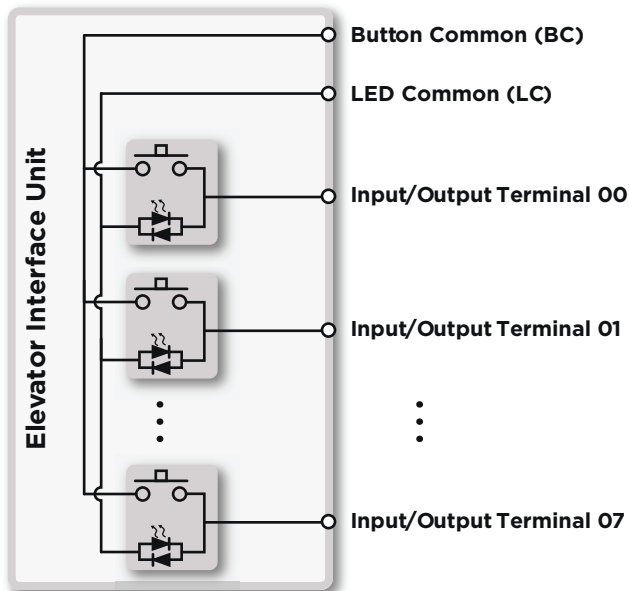 Elevator Interface Unit
Button Common (BC)
LED Common (LC)
Input/Output Terminal 00
Input/Output Terminal 01
Input/Output Terminal 07